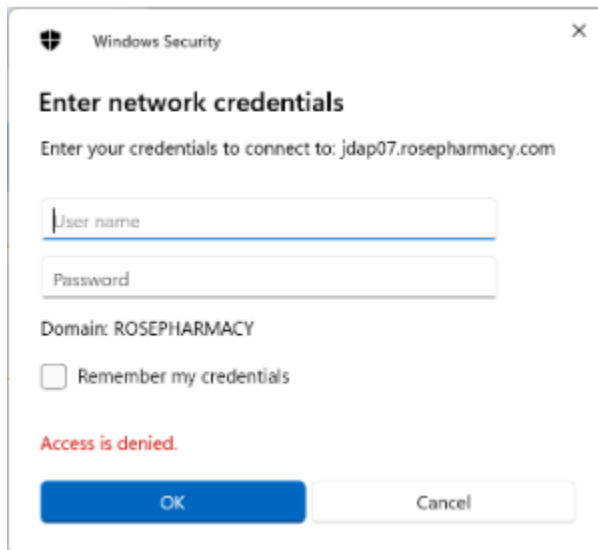 Windows Security
Enter network credentials
Enter your credentials to connect to: jdap07.rosepharmacy.com
User name
Password
Domain: ROSEPHARMACY
Remember my credentials
Access is denied.
OK
Cancel